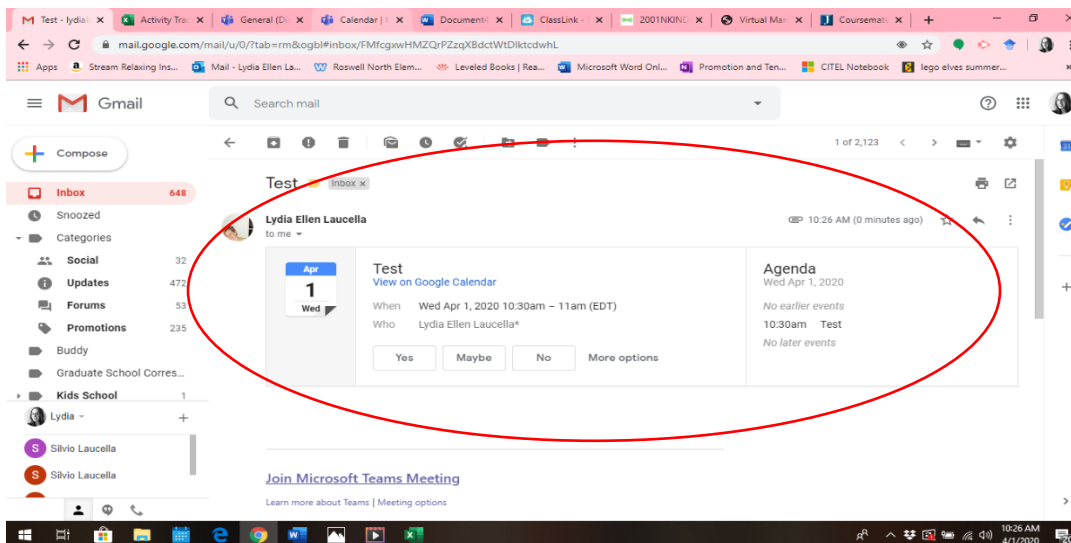 Test - lydial
Activity Trac
General (Di
Calendar |
Document
ClassLink -
2001NKIND
Virtual Man
Coursemate
mail.google.com/mail/u/0/?tab=rm&ogbl#inbox/FMfcgxwHMZQrPZzqXBdctWtDlktcdwhL
Apps
Stream Relaxing Ins...
Mail - Lydia Ellen La...
Roswell North Elem...
Leveled Books | Rea...
Microsoft Word Onl...
Promotion and Ten...
CITEL Notebook
lego elves summer...
Gmail
Search mail
Compose
1 of 2,123
Inbox 648
Snoozed
Categories
Social 32
Updates 472
Forums 53
Promotions 235
Buddy
Graduate School Corres...
Kids School 1
Lydia
Silvio Laucella
Silvio Laucella
Test Inbox x
Lydia Ellen Laucella 10:26 AM (0 minutes ago)
to me
Apr
1
Wed
Test
View on Google Calendar
When Wed Apr 1, 2020 10:30am – 11am (EDT)
Who Lydia Ellen Laucella*
Yes Maybe No More options
Agenda
Wed Apr 1, 2020
No earlier events
10:30am Test
No later events
Join Microsoft Teams Meeting
Learn more about Teams | Meeting options
10:26 AM
4/1/2020